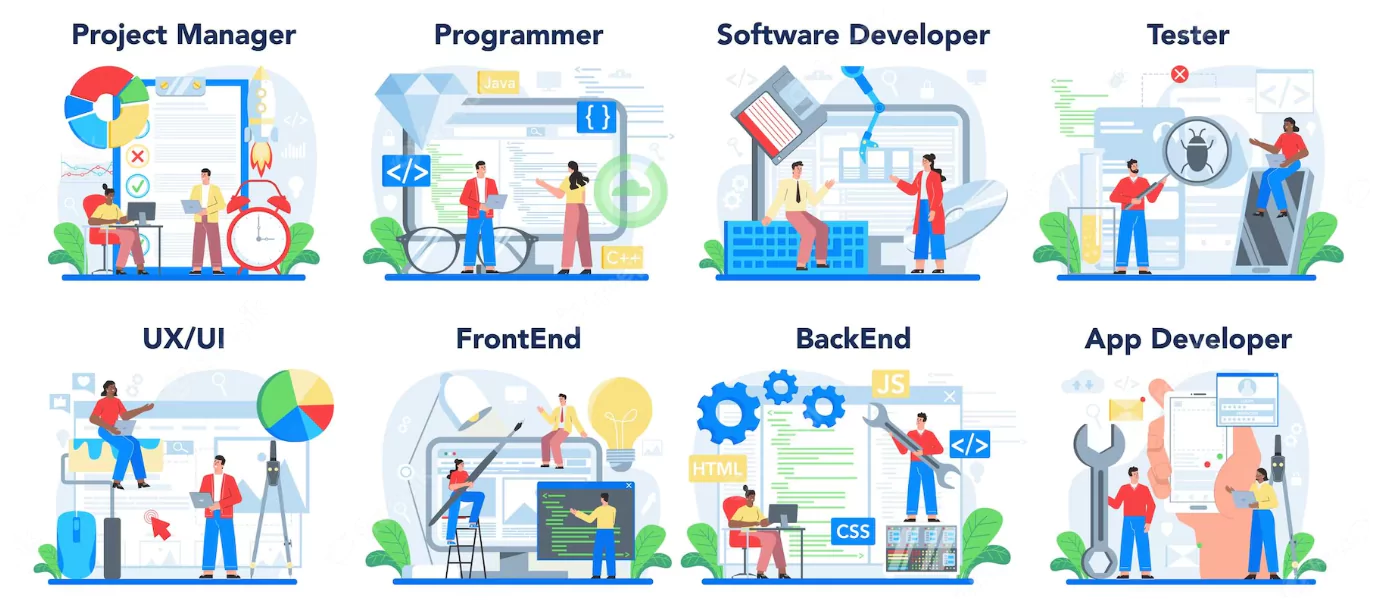 Project Manager
Programmer
Java
{ }
</>
C++
Software Developer
</>
Tester
</>
UX/UI
FrontEnd
BackEnd
JS
</>
HTML
CSS
App Developer
</>